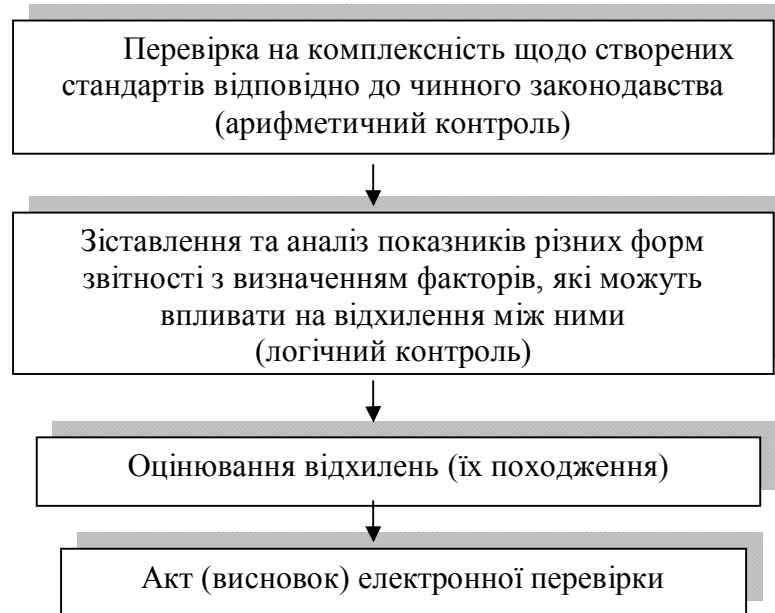 Перевірка на комплексність щодо створених
стандартів відповідно до чинного законодавства
(арифметичний контроль)
Зіставлення та аналіз показників різних форм
звітності з визначенням факторів, які можуть
впливати на відхилення між ними
(логічний контроль)
Оцінювання відхилень (їх походження)
Акт (висновок) електронної перевірки